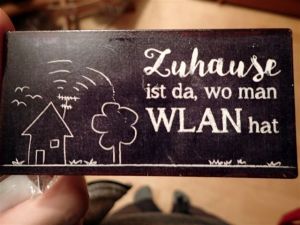 Zuhause
ist da, wo man
WLAN hat